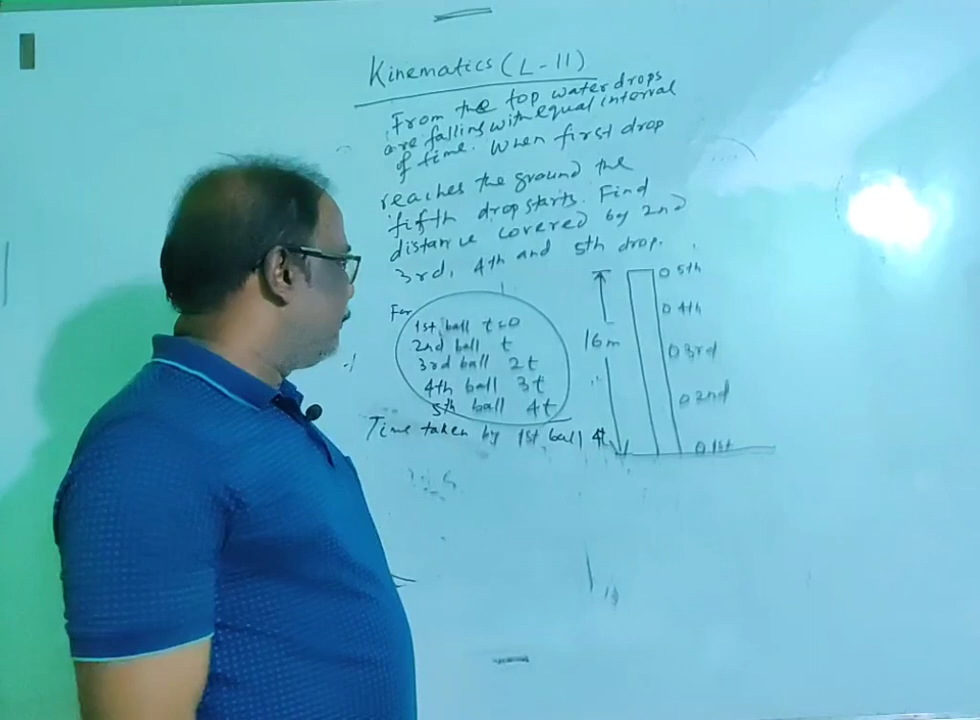 Kinematics (L-11)
From the top water drops
are falling with equal interval
of time. When first drop
reaches the ground the
fifth drop starts. Find
distance covered by 2nd
3rd, 4th and 5th drop.
For
1st ball t=0
2nd ball t
3rd ball 2t
4th ball 3t
5th ball 4t
Time taken by 1st ball 4t
16m
5th
4th
3rd
2nd
1st